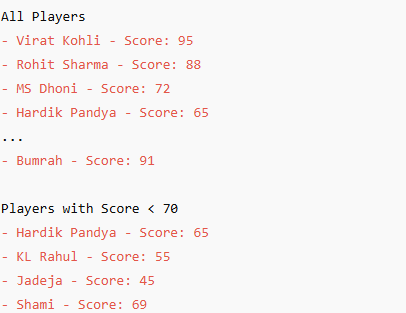 All Players
- Virat Kohli - Score: 95
- Rohit Sharma - Score: 88
- MS Dhoni - Score: 72
- Hardik Pandya - Score: 65
...
- Bumrah - Score: 91
Players with Score < 70
- Hardik Pandya - Score: 65
- KL Rahul - Score: 55
- Jadeja - Score: 45
- Shami - Score: 69